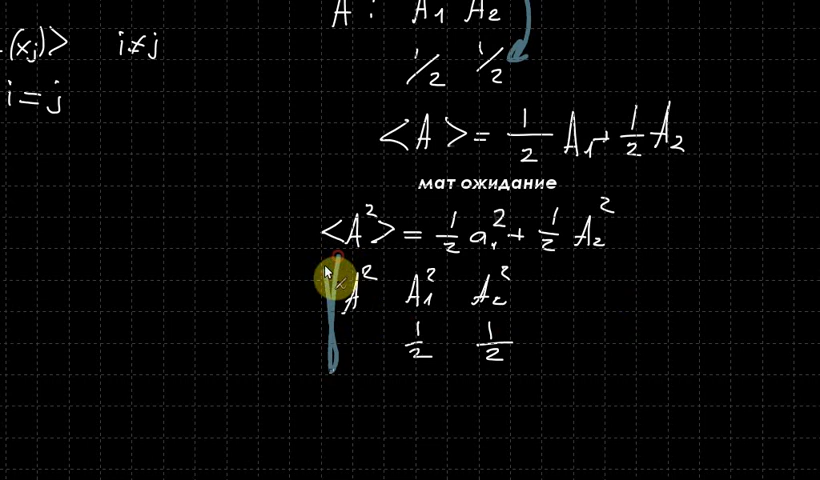 (xⱼ)> i≠j
i=j
A : A₁ A₂
1/2 1/2
<A> = 1/2 A₁ + 1/2 A₂
мат ожидание
<A²> = 1/2 a₁² + 1/2 A₂²
A² A₁² A₂²
1/2 1/2